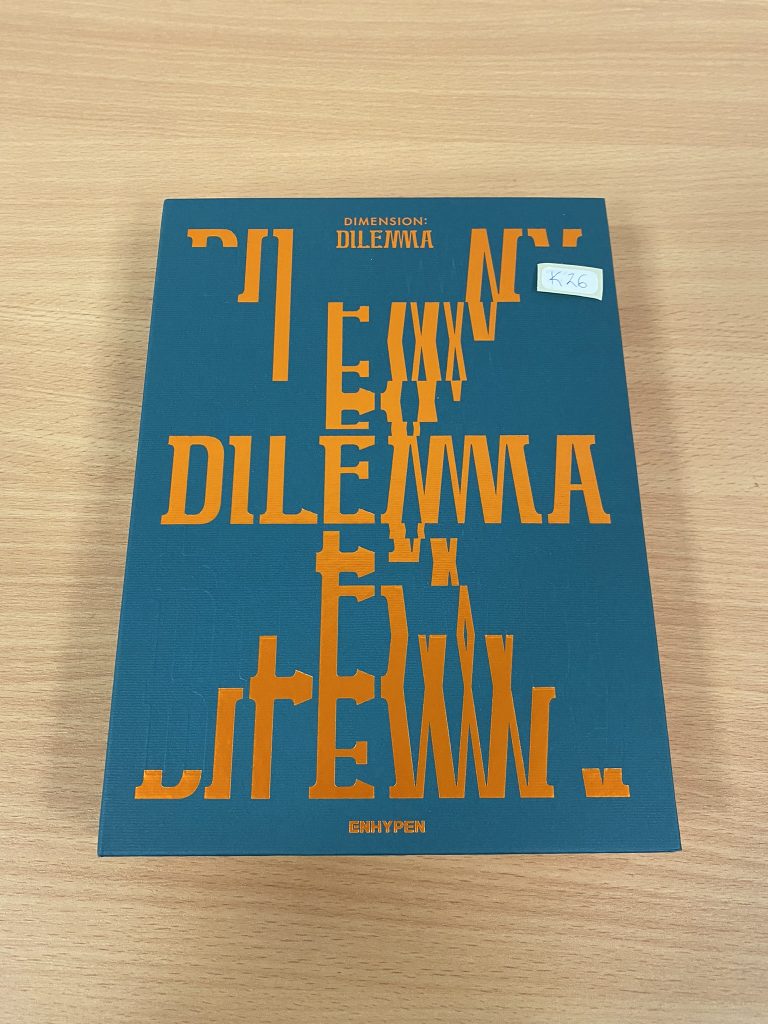 DIMENSION:
DILEMMA
K26
DILEMMA
ENHYPEN